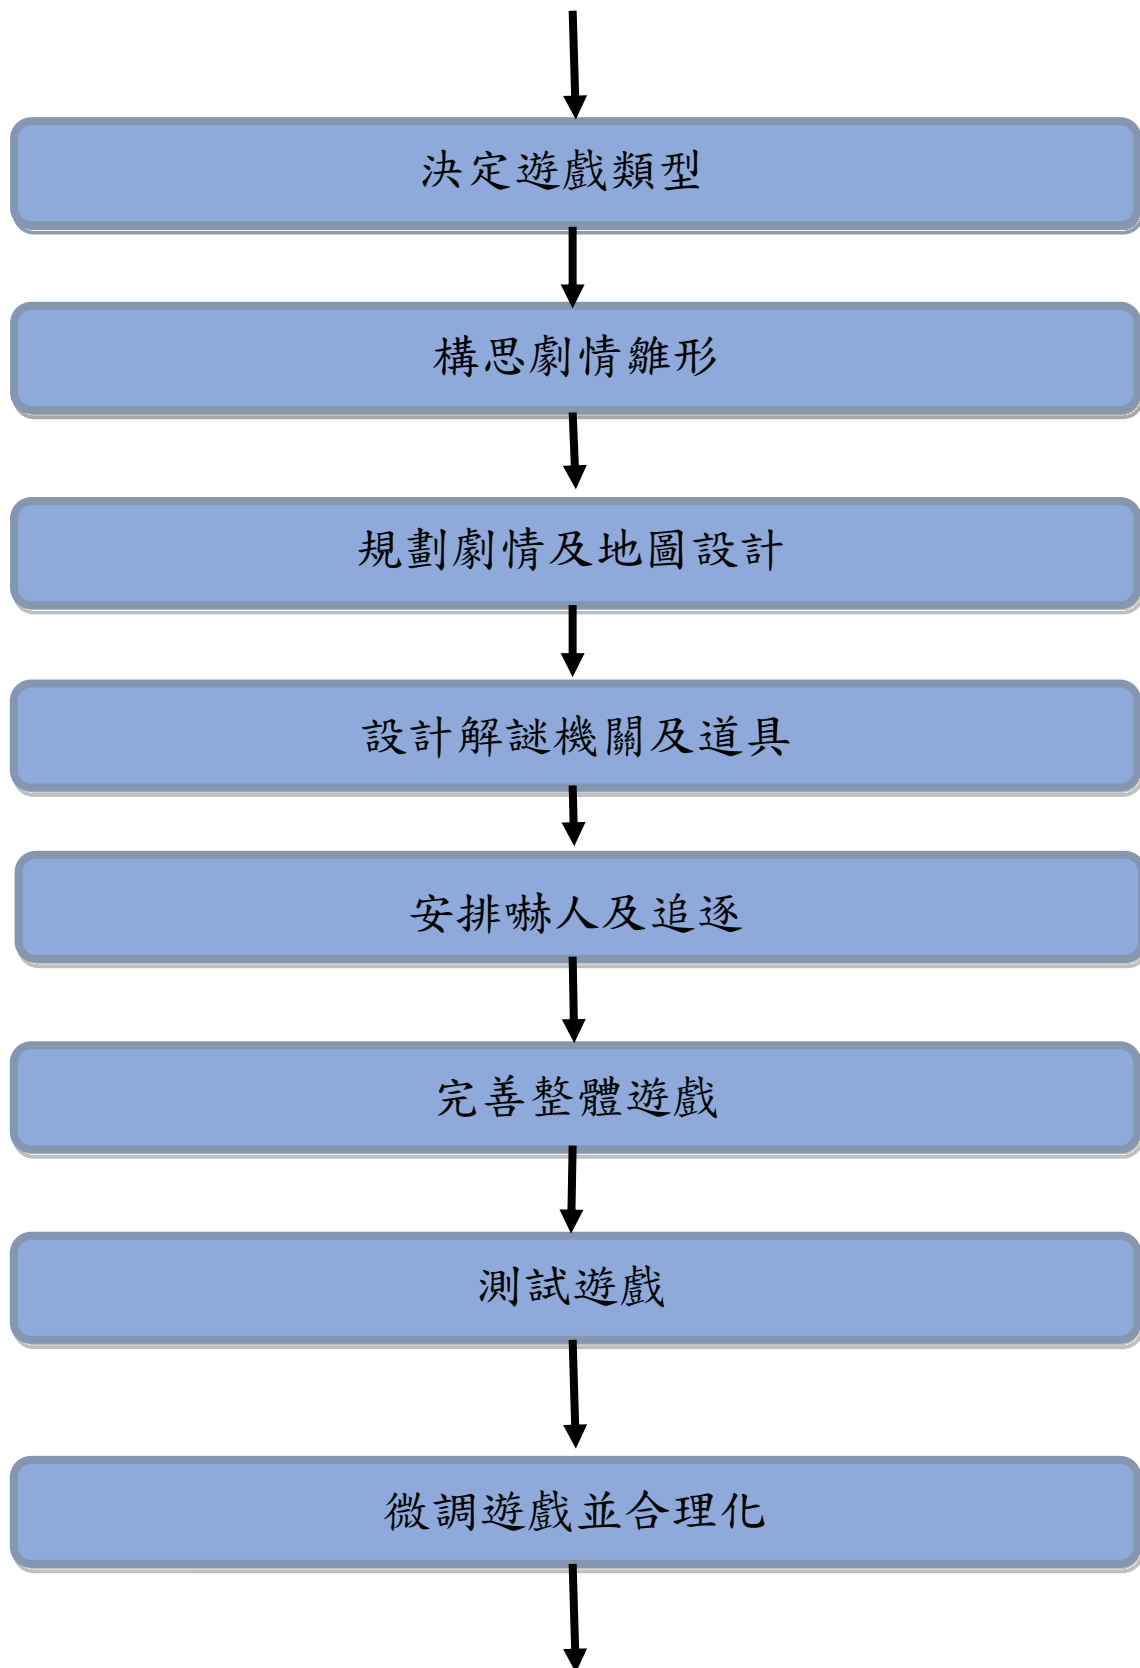 決定遊戲類型
構思劇情雛形
規劃劇情及地圖設計
設計解謎機關及道具
安排嚇人及追逐
完善整體遊戲
測試遊戲
微調遊戲並合理化